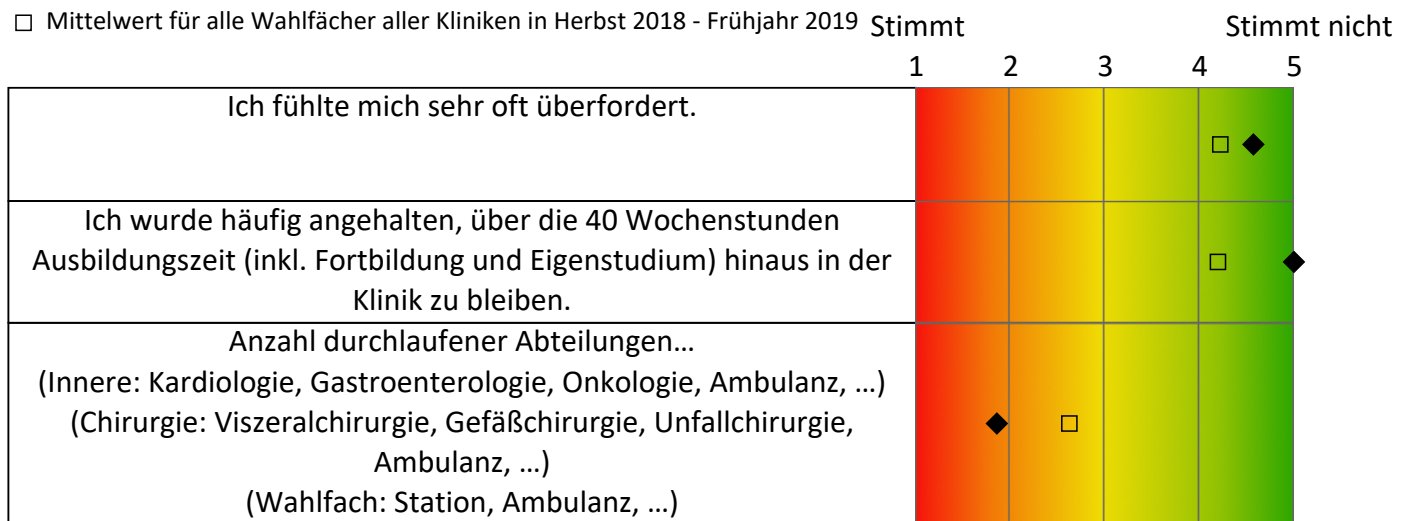 □ Mittelwert für alle Wahlfächer aller Kliniken in Herbst 2018 - Frühjahr 2019 Stimmt Stimmt nicht
1 2 3 4 5
Ich fühlte mich sehr oft überfordert.
Ich wurde häufig angehalten, über die 40 Wochenstunden
Ausbildungszeit (inkl. Fortbildung und Eigenstudium) hinaus in der
Klinik zu bleiben.
Anzahl durchlaufener Abteilungen…
(Innere: Kardiologie, Gastroenterologie, Onkologie, Ambulanz, …)
(Chirurgie: Viszeralchirurgie, Gefäßchirurgie, Unfallchirurgie,
Ambulanz, …)
(Wahlfach: Station, Ambulanz, …)